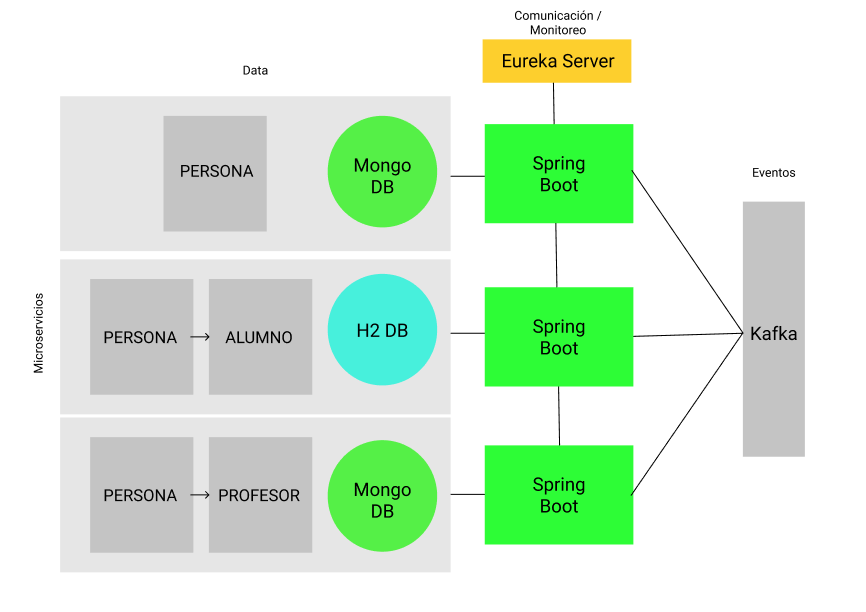 Comunicación /
Monitoreo
Eureka Server
Data
PERSONA
Mongo
DB
Spring
Boot
Eventos
Microservicios
PERSONA
ALUMNO
H2 DB
Spring
Boot
Kafka
PERSONA
PROFESOR
Mongo
DB
Spring
Boot